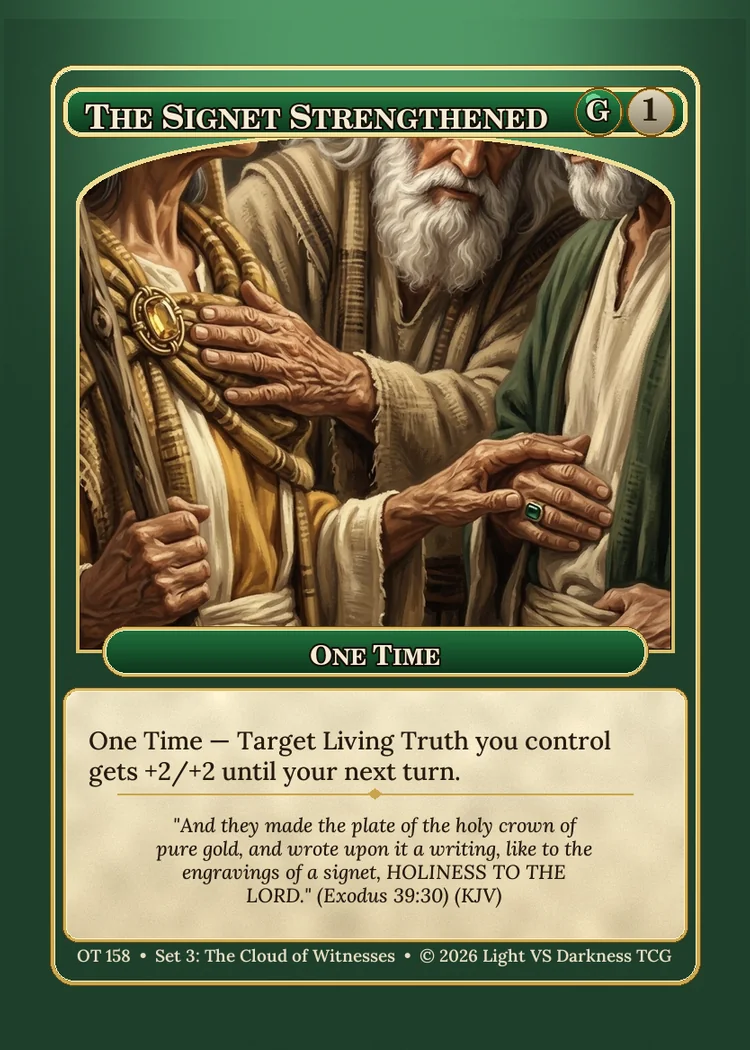 THE SIGNET STRENGTHENED G 1
ONE TIME
One Time — Target Living Truth you control
gets +2/+2 until your next turn.
"And they made the plate of the holy crown of
pure gold, and wrote upon it a writing, like to the
engravings of a signet, HOLINESS TO THE
LORD." (Exodus 39:30) (KJV)
OT 158 • Set 3: The Cloud of Witnesses • © 2026 Light VS Darkness TCG